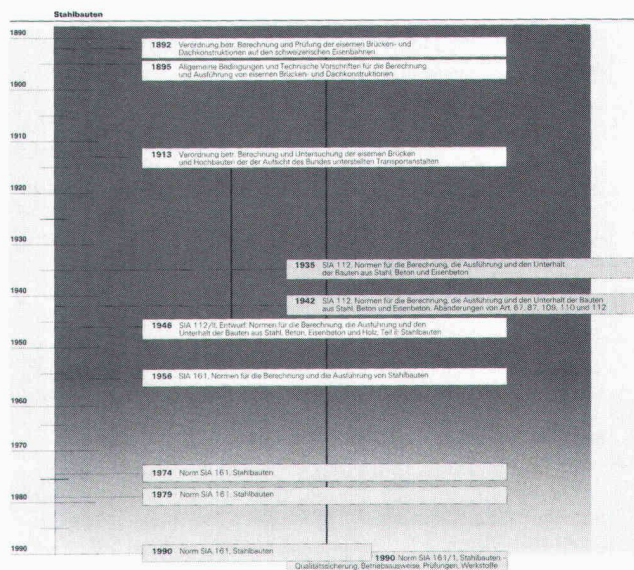 Stahlbauten
1890
1892 Verordnung betr. Berechnung und Prüfung der eisernen Brücken- und
Dachkonstruktionen auf den schweizerischen Eisenbahnen
1895 Allgemeine Bedingungen und Technische Vorschriften für die Berechnung
und Ausführung von eisernen Brücken- und Dachkonstruktionen
1900
1910
1913 Verordnung betr. Berechnung und Untersuchung der eisernen Brücken
und Hochbauten der der Aufsicht des Bundes unterstellten Transportanstalten
1920
1930
1935 SIA 112, Normen für die Berechnung, die Ausführung und den Unterhalt
der Bauten aus Stahl, Beton und Eisenbeton
1940
1942 SIA 112, Normen für die Berechnung, die Ausführung und den Unterhalt der Bauten
aus Stahl, Beton und Eisenbeton. Abänderungen von Art. 67, 87, 109, 110 und 112
1948 SIA 112/II, Entwurf: Normen für die Berechnung, die Ausführung und den
Unterhalt der Bauten aus Stahl, Beton, Eisenbeton und Holz, Teil II: Stahlbauten
1950
1956 SIA 161, Normen für die Berechnung und die Ausführung von Stahlbauten
1960
1970
1974 Norm SIA 161, Stahlbauten
1979 Norm SIA 161, Stahlbauten
1980
1990
1990 Norm SIA 161, Stahlbauten
1990 Norm SIA 161/1, Stahlbauten -
Qualitätssicherung, Betriebsausweise, Prüfungen, Werkstoffe